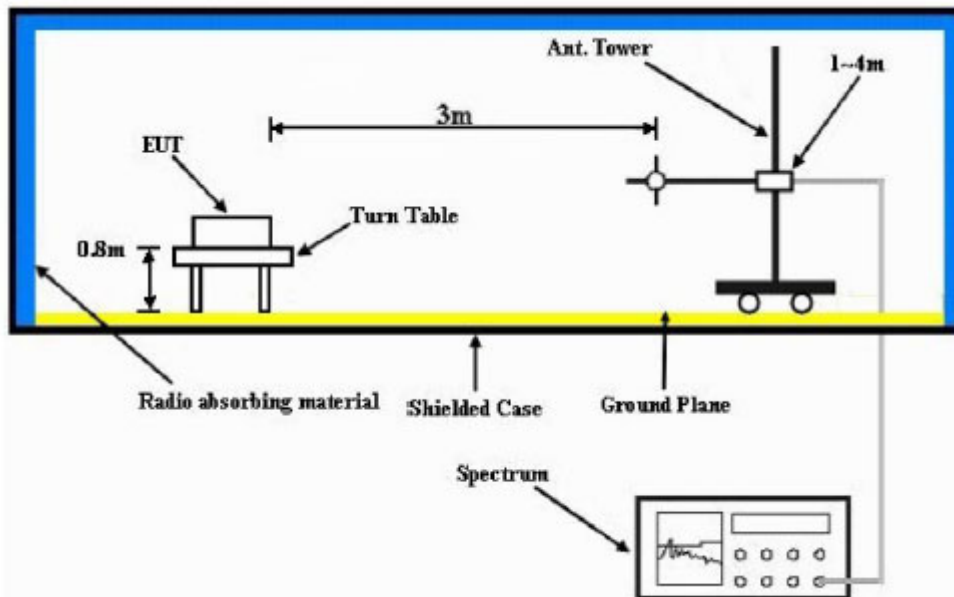 Ant. Tower
1~4m
3m
EUT
Turn Table
0.8m
Radio absorbing material
Shielded Case
Ground Plane
Spectrum